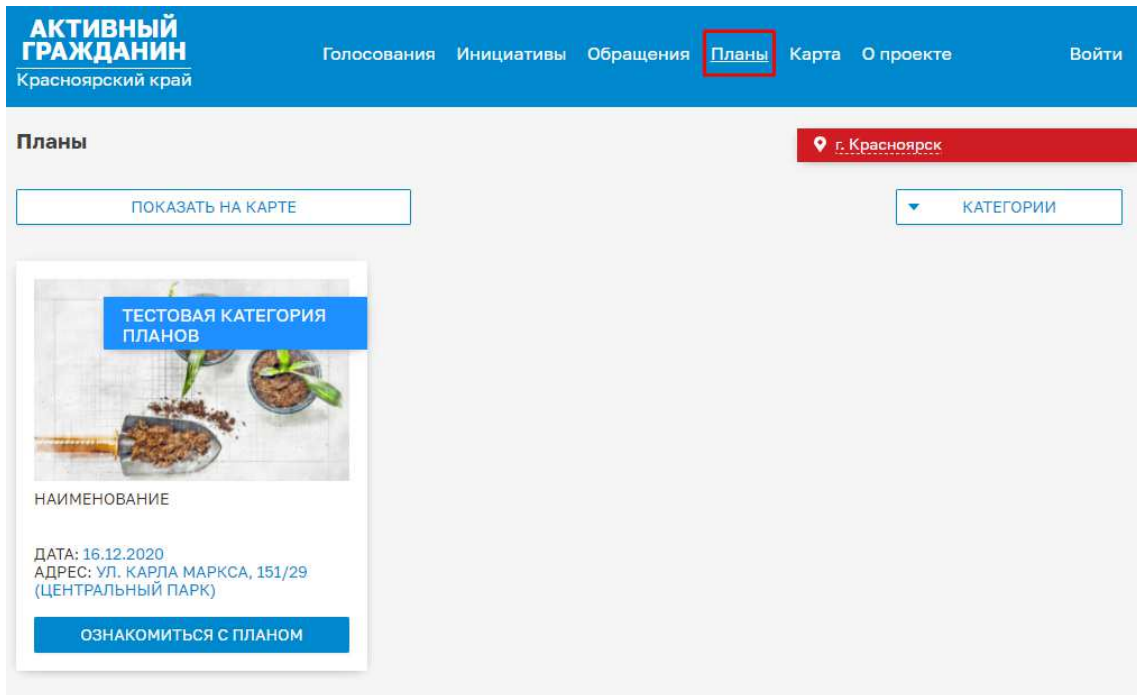 АКТИВНЫЙ
ГРАЖДАНИН
Красноярский край
Голосования Инициативы Обращения Планы Карта О проекте Войти
Планы
г. Красноярск
ПОКАЗАТЬ НА КАРТЕ
КАТЕГОРИИ
ТЕСТОВАЯ КАТЕГОРИЯ
ПЛАНОВ
НАИМЕНОВАНИЕ
ДАТА: 16.12.2020
АДРЕС: УЛ. КАРЛА МАРКСА, 151/29
(ЦЕНТРАЛЬНЫЙ ПАРК)
ОЗНАКОМИТЬСЯ С ПЛАНОМ